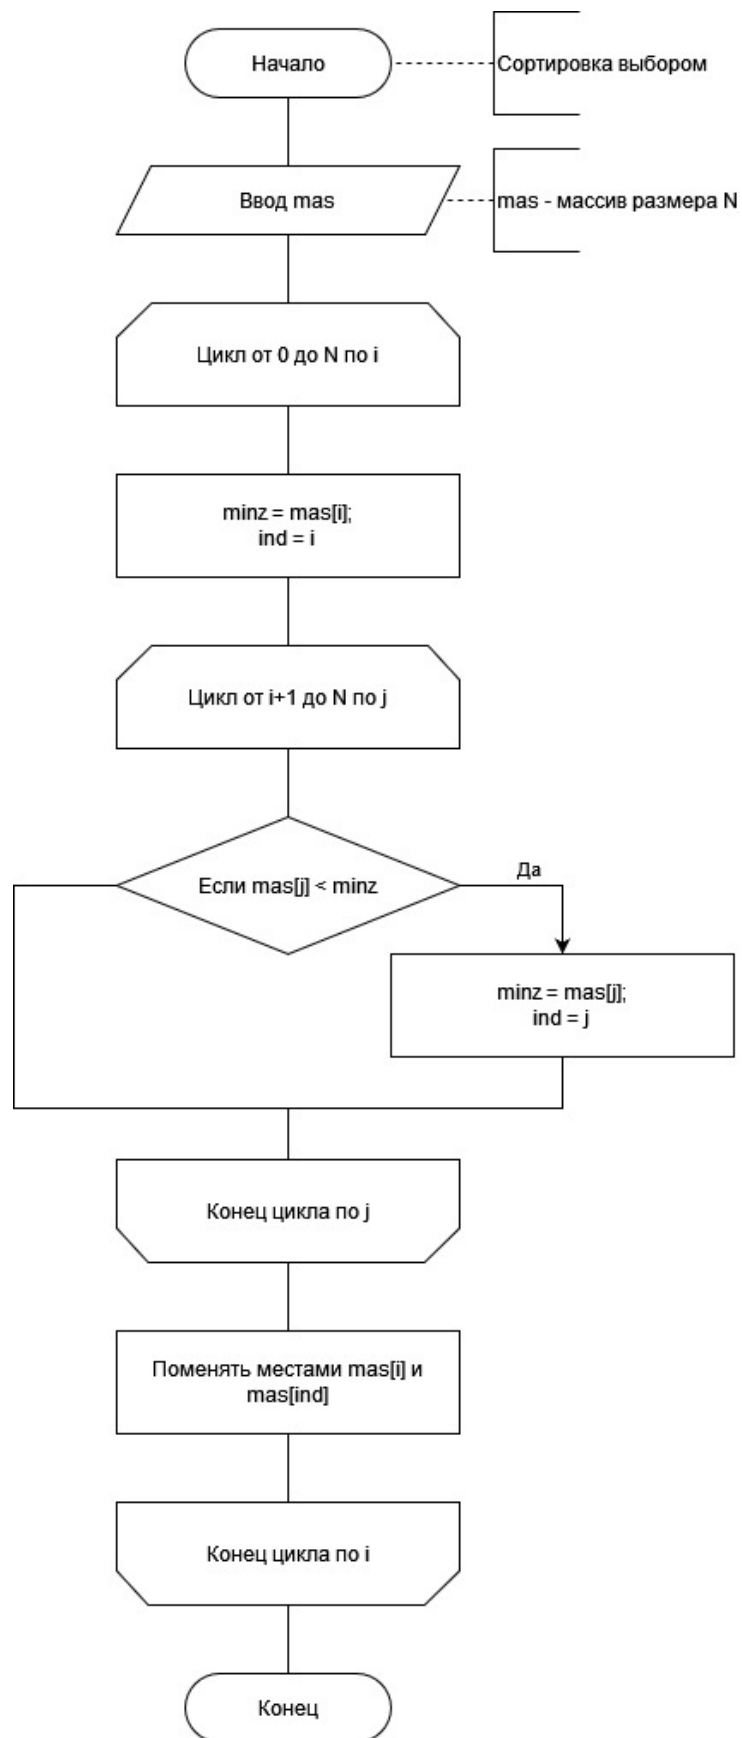 Начало
Сортировка выбором
Ввод mas
mas - массив размера N
Цикл от 0 до N по i
minz = mas[i];
ind = i
Цикл от i+1 до N по j
Если mas[j] < minz
Да
minz = mas[j];
ind = j
Конец цикла по j
Поменять местами mas[i] и
mas[ind]
Конец цикла по i
Конец